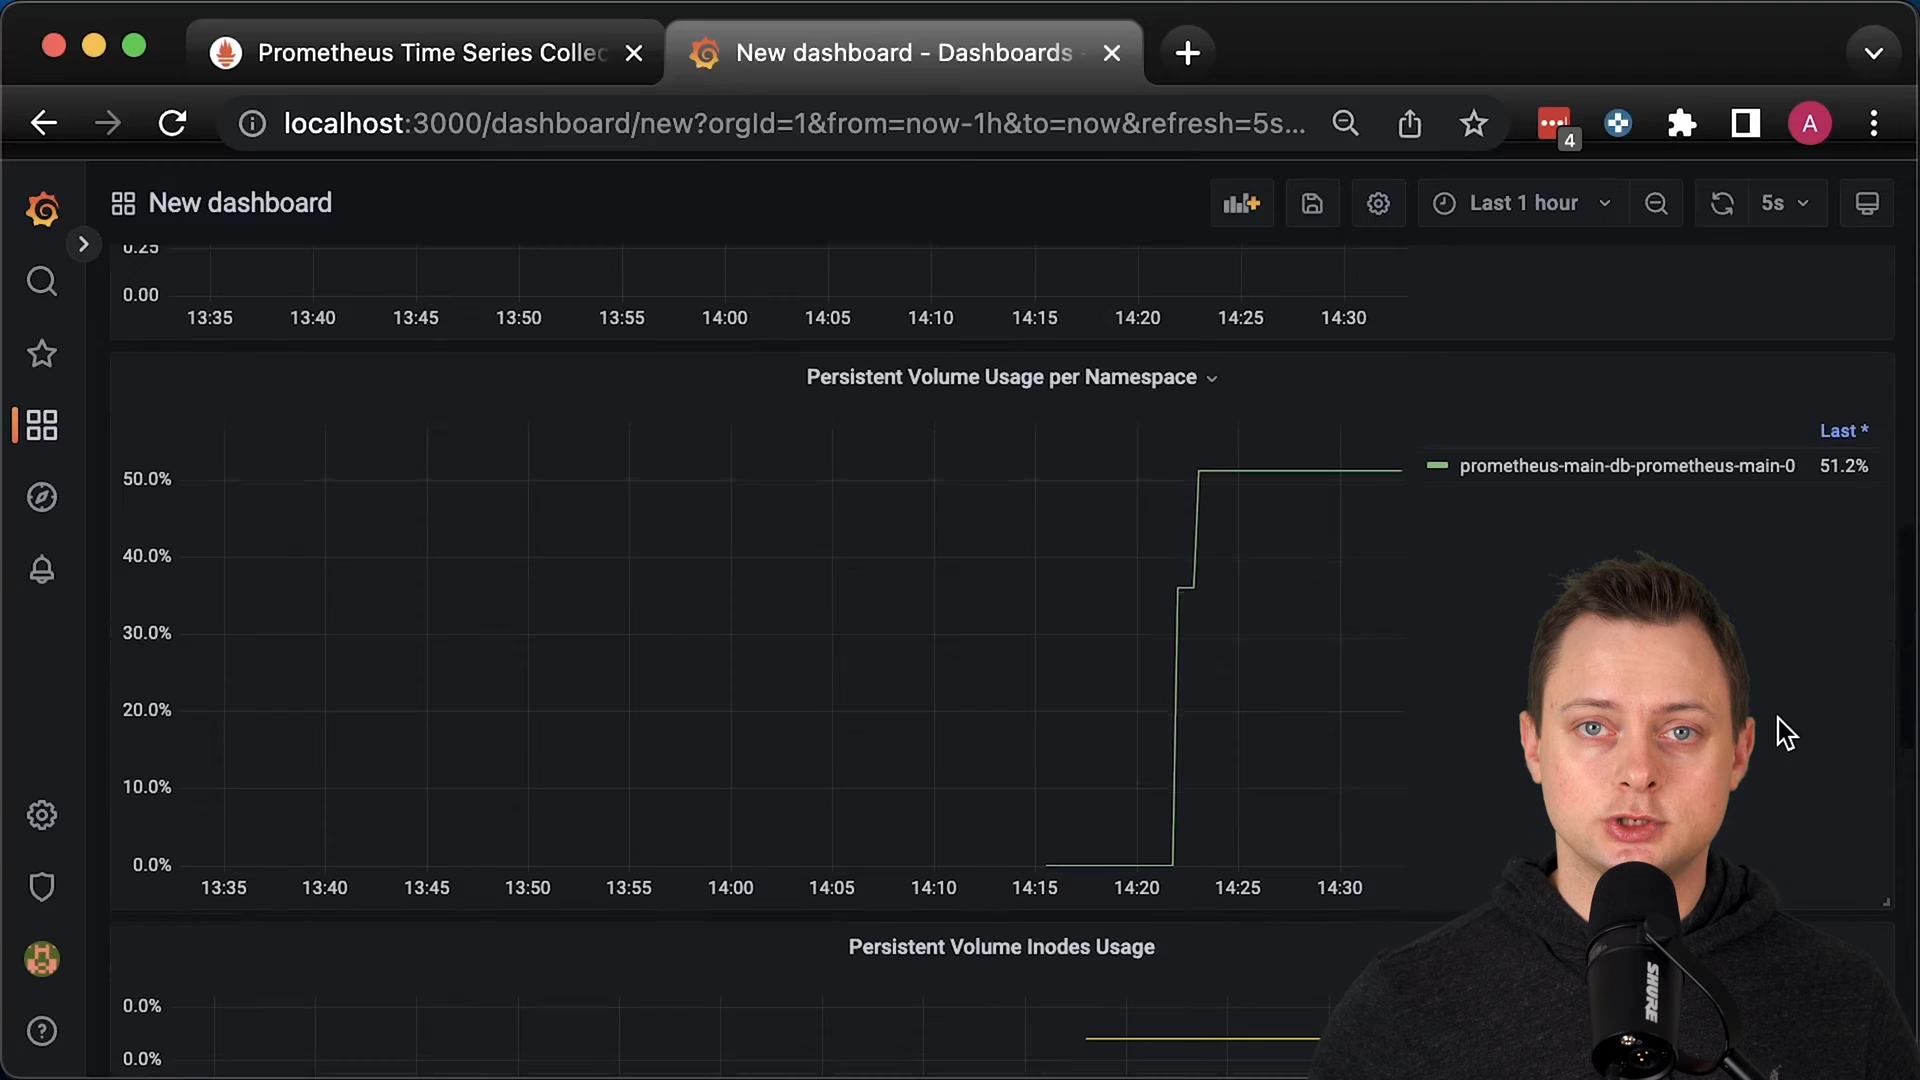 Prometheus Time Series Collec
New dashboard - Dashboards
localhost:3000/dashboard/new?orgId=1&from=now-1h&to=now&refresh=5s...
4
A
New dashboard
Last 1 hour
5s
0.25
0.00
13:35 13:40 13:45 13:50 13:55 14:00 14:05 14:10 14:15 14:20 14:25 14:30
Persistent Volume Usage per Namespace
Last *
prometheus-main-db-prometheus-main-0 51.2%
50.0%
40.0%
30.0%
20.0%
10.0%
0.0%
13:35 13:40 13:45 13:50 13:55 14:00 14:05 14:10 14:15 14:20 14:25 14:30
Persistent Volume Inodes Usage
0.0%
0.0%
SHURE